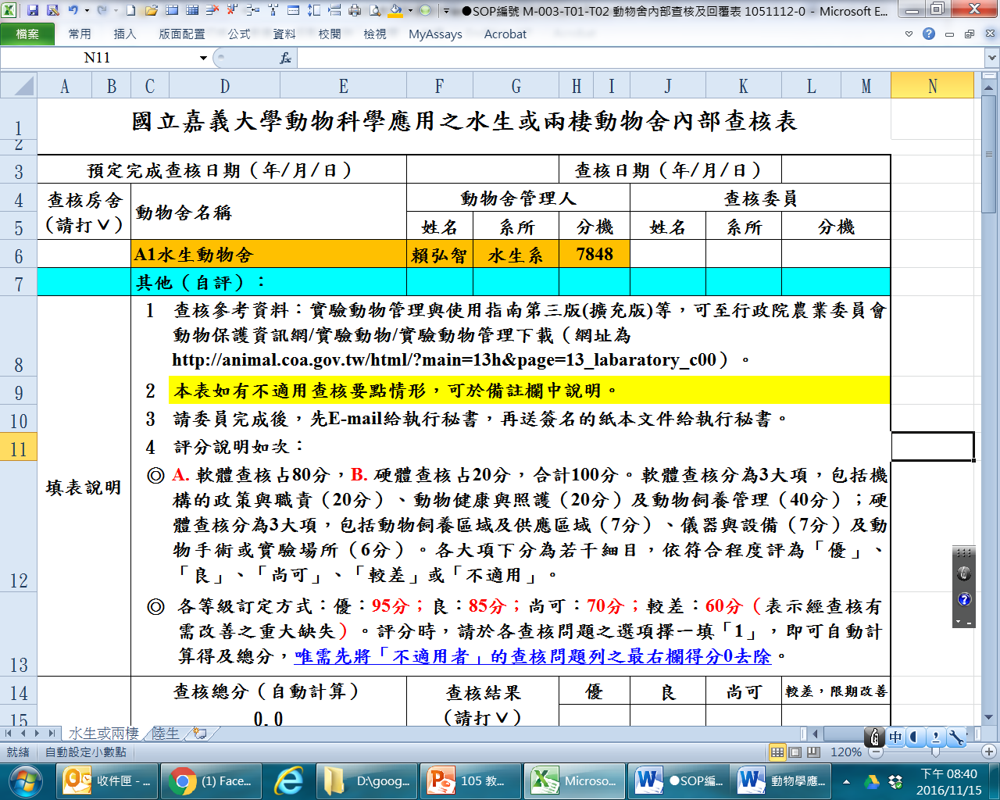 ●SOP編號 M-003-T01-T02 動物舍內部查核及回覆表 1051112-0 - Microsoft E...
檔案 常用 插入 版面配置 公式 資料 校閱 檢視 MyAssays Acrobat
N11 fx
A B C D E F G H I J K L M N
1 國立嘉義大學動物科學應用之水生或兩棲動物舍內部查核表
2
3 預定完成查核日期（年/月/日） 查核日期（年/月/日）
4 查核房舍 動物舍名稱 動物舍管理人 查核委員
5 （請打∨） 姓名 系所 分機 姓名 系所 分機
6 A1水生動物舍 賴弘智 水生系 7848
7 其他（自評）：
1 查核參考資料：實驗動物管理與使用指南第三版(擴充版)等，可至行政院農業委員會
動物保護資訊網/實驗動物/實驗動物管理下載（網址為
8 http://animal.coa.gov.tw/html/?main=13h&page=13_labaratory_c00）。
9 2 本表如有不適用查核要點情形，可於備註欄中說明。
10 3 請委員完成後，先E-mail給執行秘書，再送簽名的紙本文件給執行秘書。
11 4 評分說明如次：
填表說明
◎ A. 軟體查核占80分，B. 硬體查核占20分，合計100分。軟體查核分為3大項，包括機
構的政策與職責（20分）、動物健康與照護（20分）及動物飼養管理（40分）；硬
體查核分為3大項，包括動物飼養區域及供應區域（7分）、儀器與設備（7分）及動
物手術或實驗場所（6分）。各大項下分為若干細目，依符合程度評為「優」、
12 「良」、「尚可」、「較差」或「不適用」。
◎ 各等級訂定方式：優：95分；良：85分；尚可：70分；較差：60分（表示經查核有
需改善之重大缺失）。評分時，請於各查核問題之選項擇一填「1」，即可自動計
13 算得及總分，唯需先將「不適用者」的查核問題列之最右欄得分0去除。
14 查核總分（自動計算） 查核結果 優 良 尚可 較差，限期改善
15 0.0 （請打∨）
水生或兩棲 陸生
中
就緒 自動設定小數點 120%
收件匣 - ... (1) Face... D:\goog... 105 教... Microso... ●SOP編... 動物學應...
下午 08:40
2016/11/15